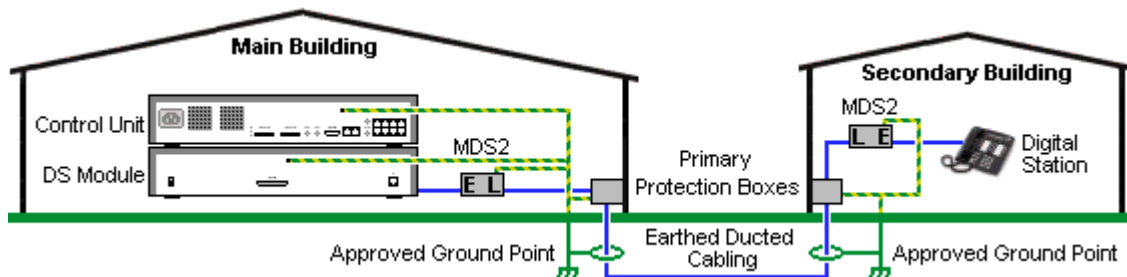 Main Building
Secondary Building
Control Unit
DS Module
MDS2
E L
Primary
Protection Boxes
MDS2
L E
Digital
Station
Approved Ground Point
Earthed Ducted
Cabling
Approved Ground Point